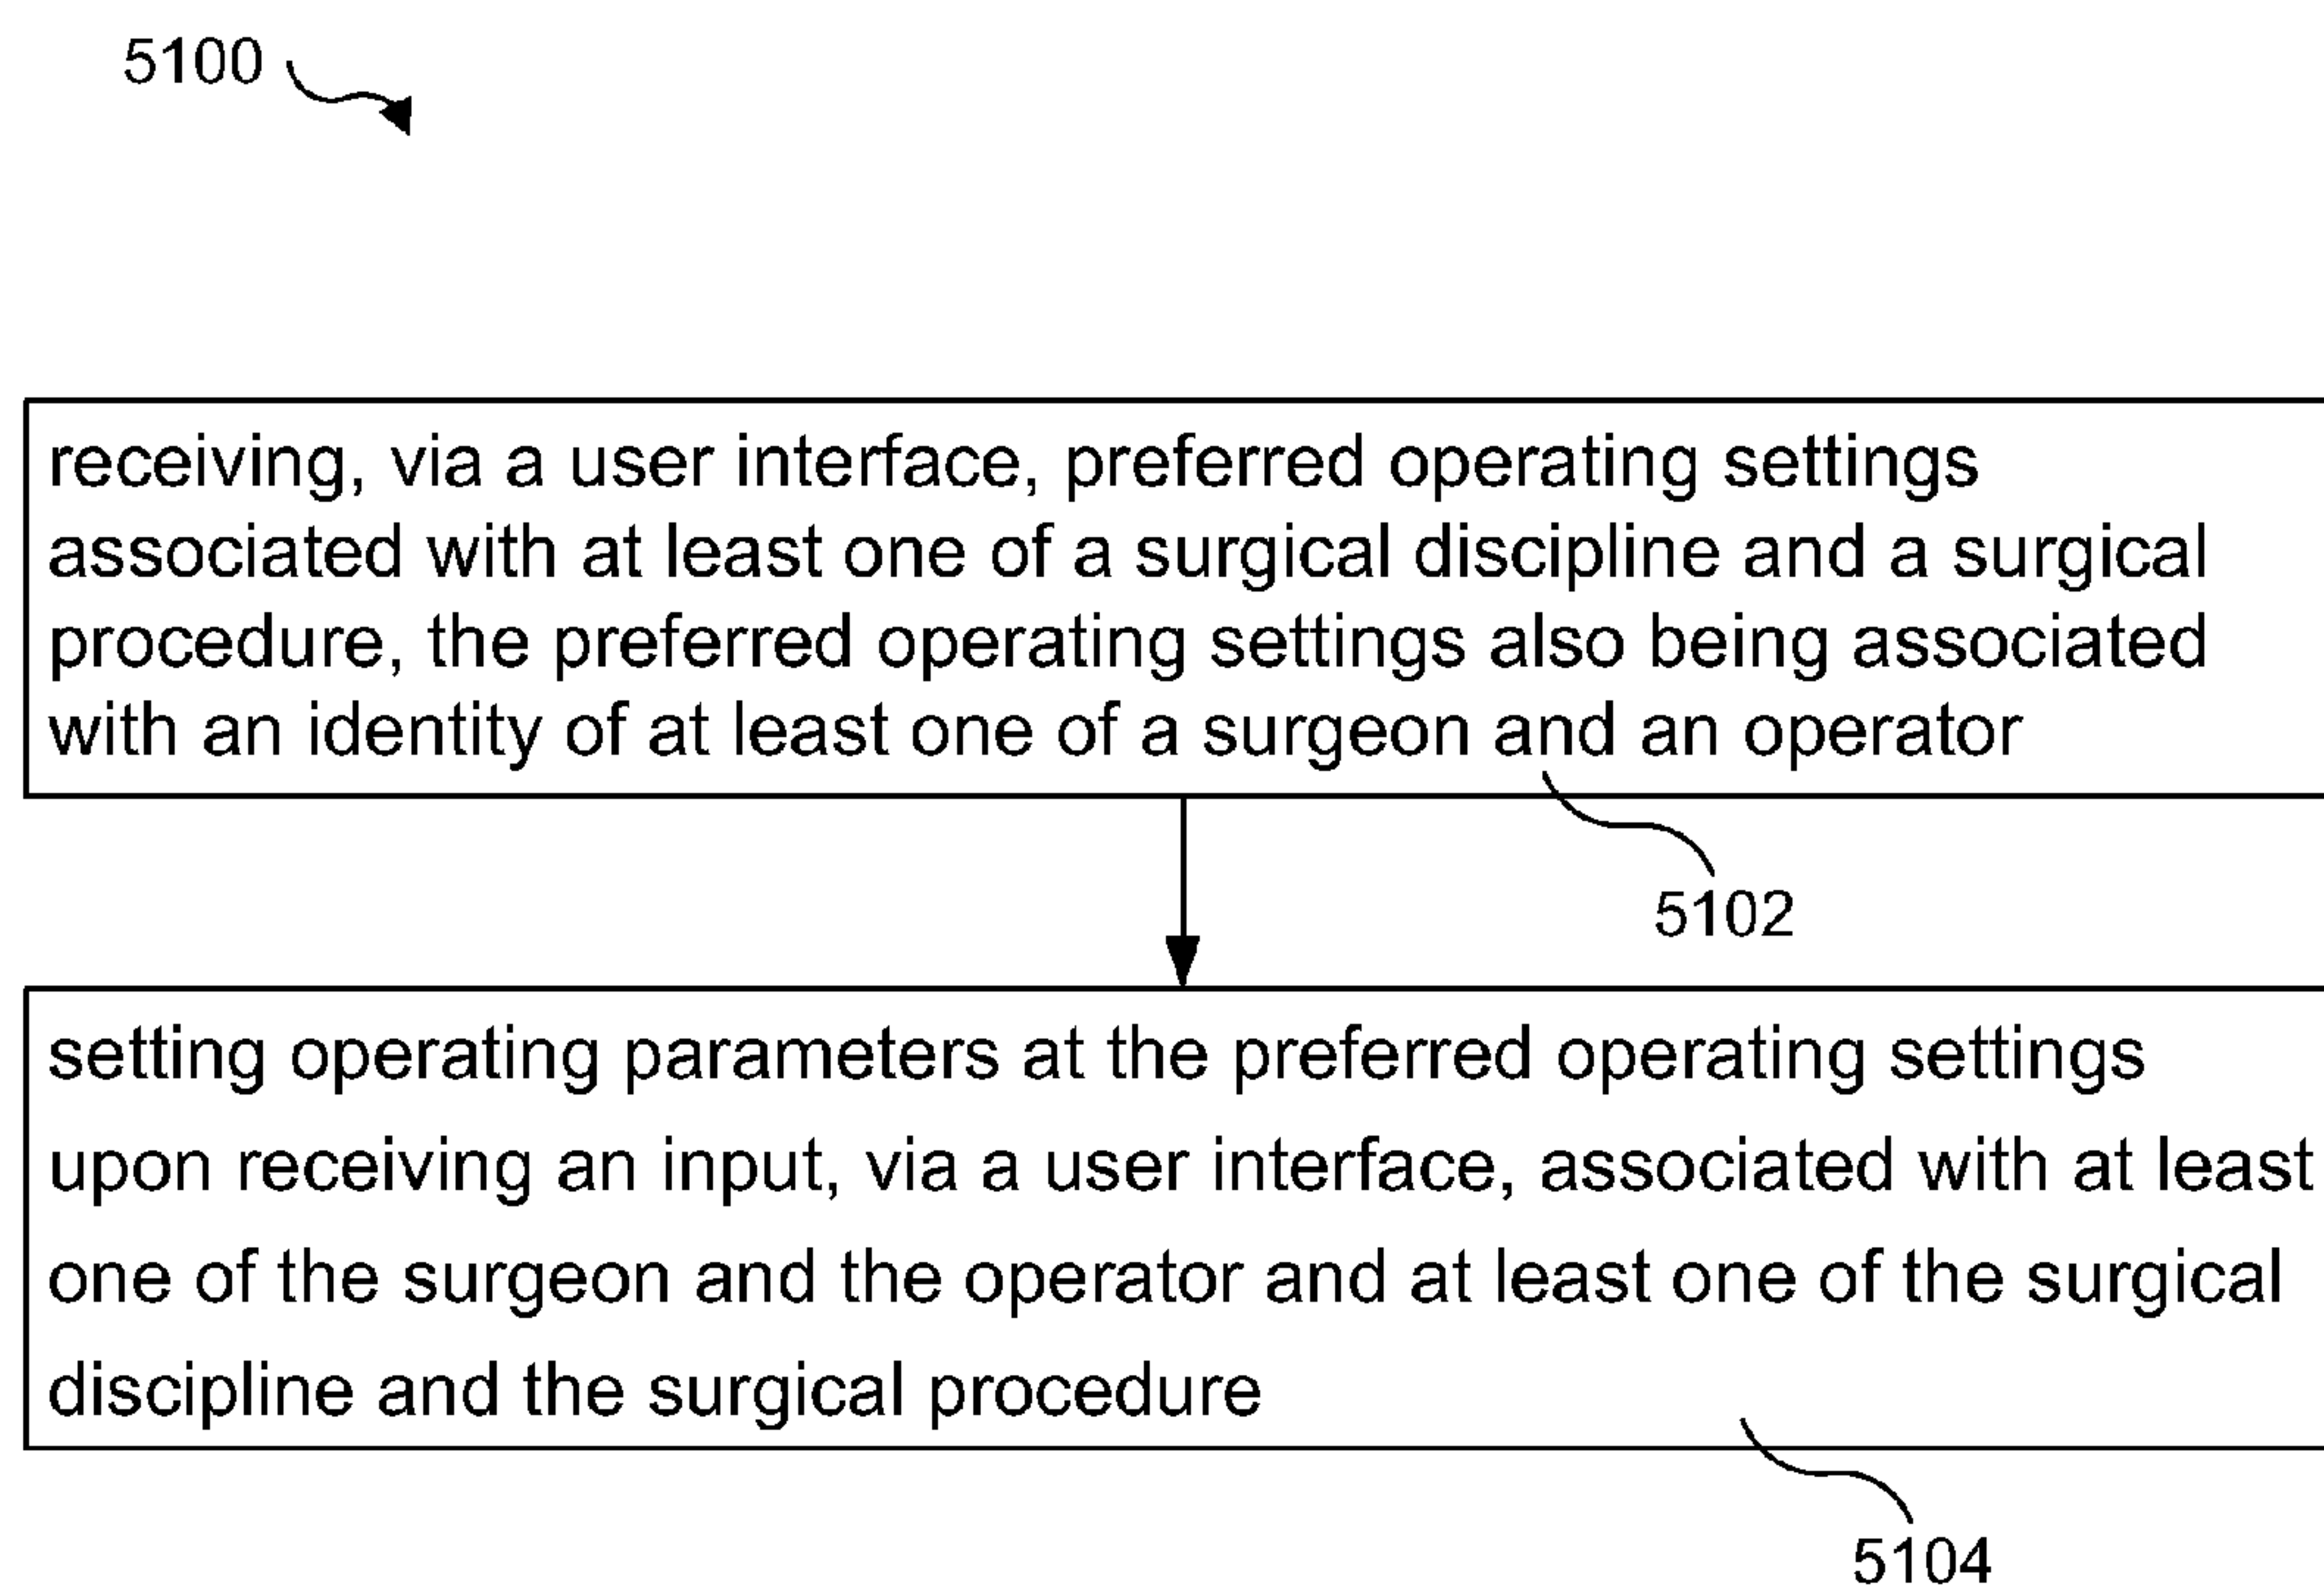 5100
receiving, via a user interface, preferred operating settings
associated with at least one of a surgical discipline and a surgical
procedure, the preferred operating settings also being associated
with an identity of at least one of a surgeon and an operator
5102
setting operating parameters at the preferred operating settings
upon receiving an input, via a user interface, associated with at least
one of the surgeon and the operator and at least one of the surgical
discipline and the surgical procedure
5104